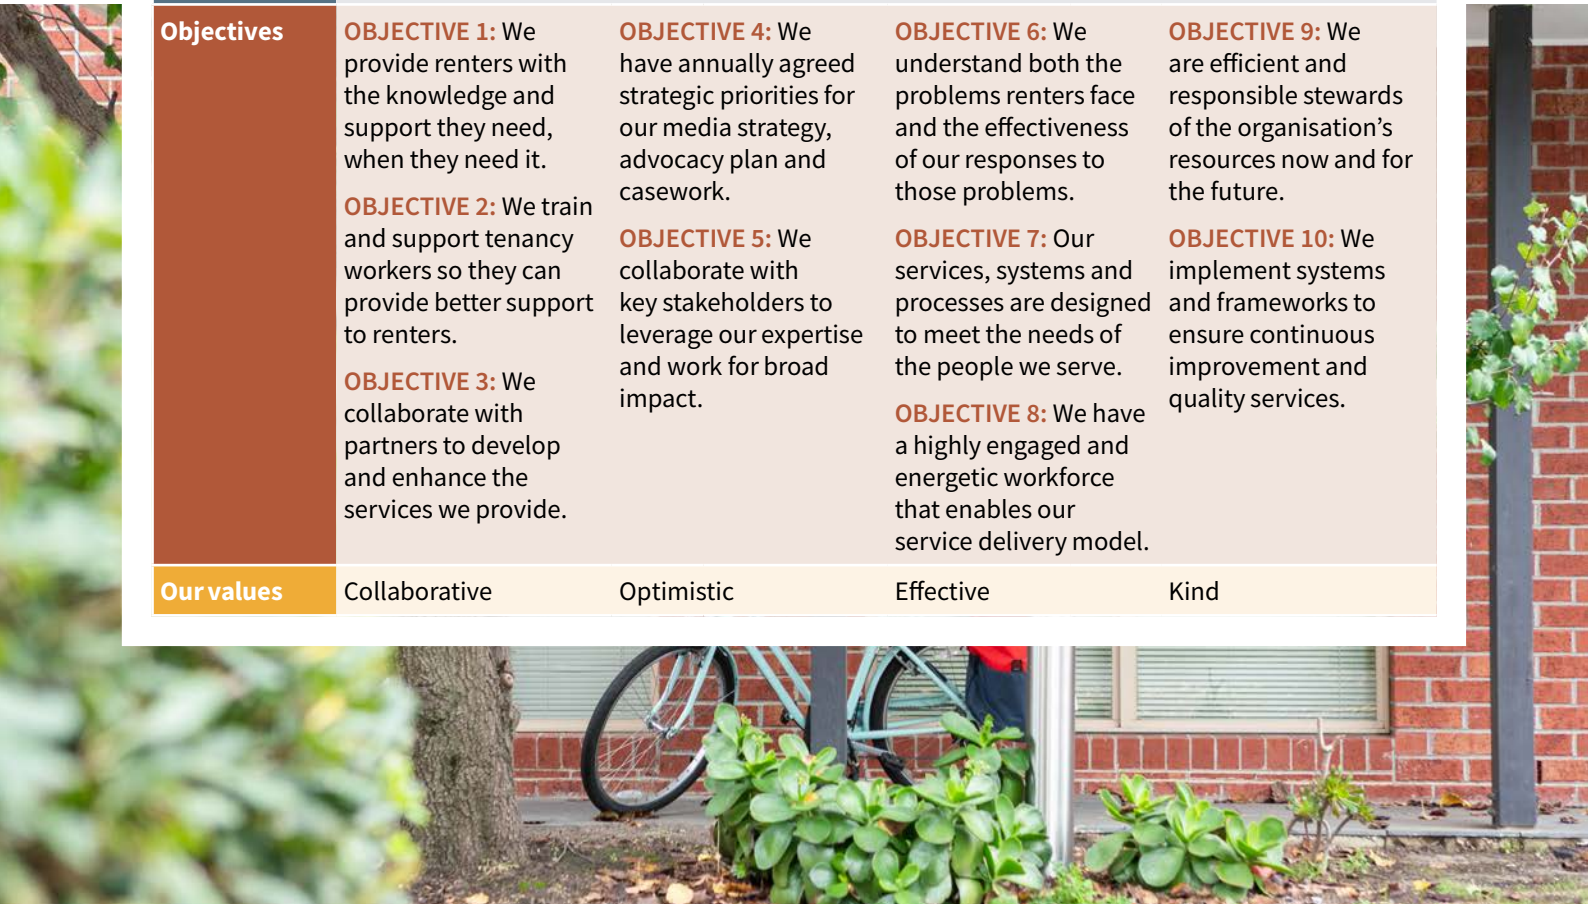 Objectives
OBJECTIVE 1: We
provide renters with
the knowledge and
support they need,
when they need it.
OBJECTIVE 2: We train
and support tenancy
workers so they can
provide better support
to renters.
OBJECTIVE 3: We
collaborate with
partners to develop
and enhance the
services we provide.
OBJECTIVE 4: We
have annually agreed
strategic priorities for
our media strategy,
advocacy plan and
casework.
OBJECTIVE 5: We
collaborate with
key stakeholders to
leverage our expertise
and work for broad
impact.
OBJECTIVE 6: We
understand both the
problems renters face
and the effectiveness
of our responses to
those problems.
OBJECTIVE 7: Our
services, systems and
processes are designed
to meet the needs of
the people we serve.
OBJECTIVE 8: We have
a highly engaged and
energetic workforce
that enables our
service delivery model.
OBJECTIVE 9: We
are efficient and
responsible stewards
of the organisation’s
resources now and for
the future.
OBJECTIVE 10: We
implement systems
and frameworks to
ensure continuous
improvement and
quality services.
Our values
Collaborative
Optimistic
Effective
Kind